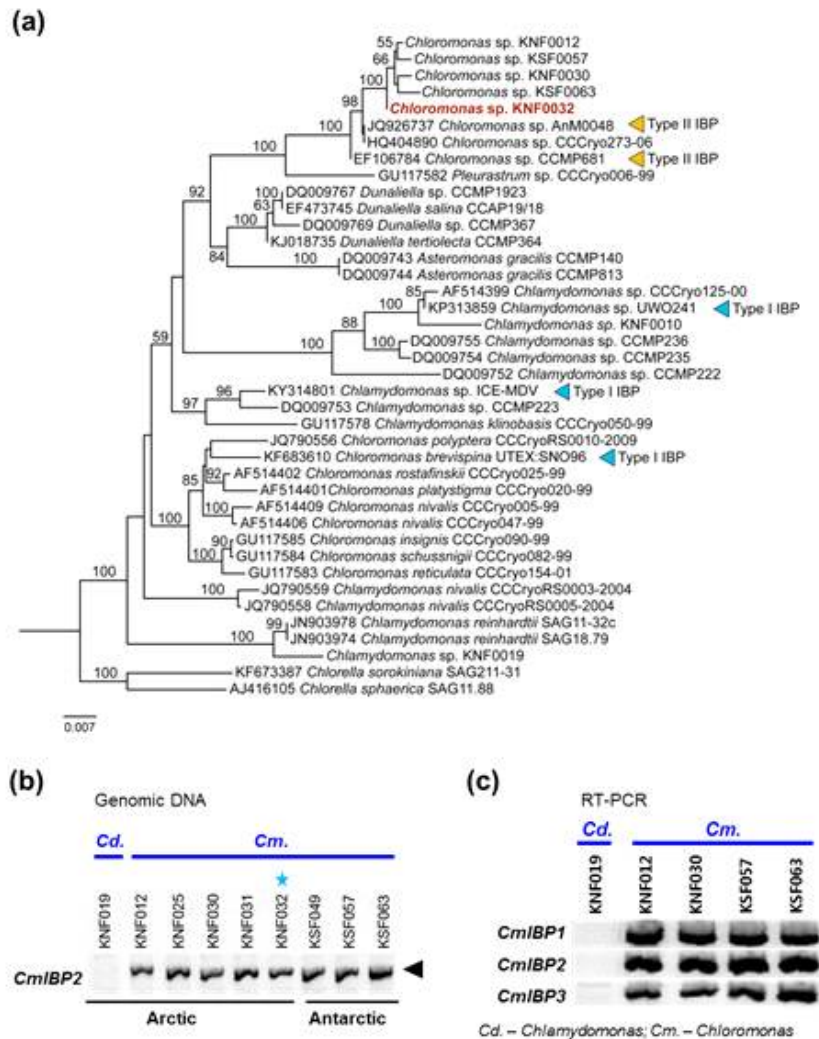 (a)
55 Chloromonas sp. KNF0012
66 Chloromonas sp. KSF0057
Chloromonas sp. KNF0030
100 Chloromonas sp. KSF0063
Chloromonas sp. KNF0032
98 JQ926737 Chloromonas sp. AnM0048 Type II IBP
HQ404890 Chloromonas sp. CCCryo273-06
100 EF106784 Chloromonas sp. CCMP681 Type II IBP
GU117582 Pleurastrum sp. CCCryo006-99
92 100 DQ009767 Dunaliella sp. CCMP1923
63 EF473745 Dunaliella salina CCAP19/18
DQ009769 Dunaliella sp. CCMP367
100 KJ018735 Dunaliella tertiolecta CCMP364
84 DQ009743 Asteromonas gracilis CCMP140
100 DQ009744 Asteromonas gracilis CCMP813
85 AF514399 Chlamydomonas sp. CCCryo125-00
100 KP313859 Chlamydomonas sp. UWO241 Type I IBP
Chlamydomonas sp. KNF0010
88 DQ009755 Chlamydomonas sp. CCMP236
59 100 DQ009754 Chlamydomonas sp. CCMP235
DQ009752 Chlamydomonas sp. CCMP222
96 KY314801 Chlamydomonas sp. ICE-MDV Type I IBP
97 DQ009753 Chlamydomonas sp. CCMP223
GU117578 Chlamydomonas klinobasis CCCryo050-99
JQ790556 Chloromonas polyptera CCCryoRS0010-2009
KF683610 Chloromonas brevispina UTEX:SNO96 Type I IBP
85 92 AF514402 Chloromonas rostafinskii CCCryo025-99
AF514401Chloromonas platystigma CCCryo020-99
100 AF514409 Chloromonas nivalis CCCryo005-99
100 AF514406 Chloromonas nivalis CCCryo047-99
90 GU117585 Chloromonas insignis CCCryo090-99
100 GU117584 Chloromonas schussnigii CCCryo082-99
100 GU117583 Chloromonas reticulata CCCryo154-01
100 JQ790559 Chlamydomonas nivalis CCCryoRS0003-2004
JQ790558 Chlamydomonas nivalis CCCryoRS0005-2004
99 JN903978 Chlamydomonas reinhardtii SAG11-32c
100 JN903974 Chlamydomonas reinhardtii SAG18.79
Chlamydomonas sp. KNF0019
100 KF673387 Chlorella sorokiniana SAG211-31
AJ416105 Chlorella sphaerica SAG11.88
0.007
(b)
Genomic DNA
Cd. Cm.
KNF019 KNF012 KNF025 KNF030 KNF031 KNF032 KSF049 KSF057 KSF063
CmIBP2
Arctic Antarctic
(c)
RT-PCR
Cd. Cm.
KNF019 KNF012 KNF030 KSF057 KSF063
CmIBP1
CmIBP2
CmIBP3
Cd. – Chlamydomonas; Cm. – Chloromonas